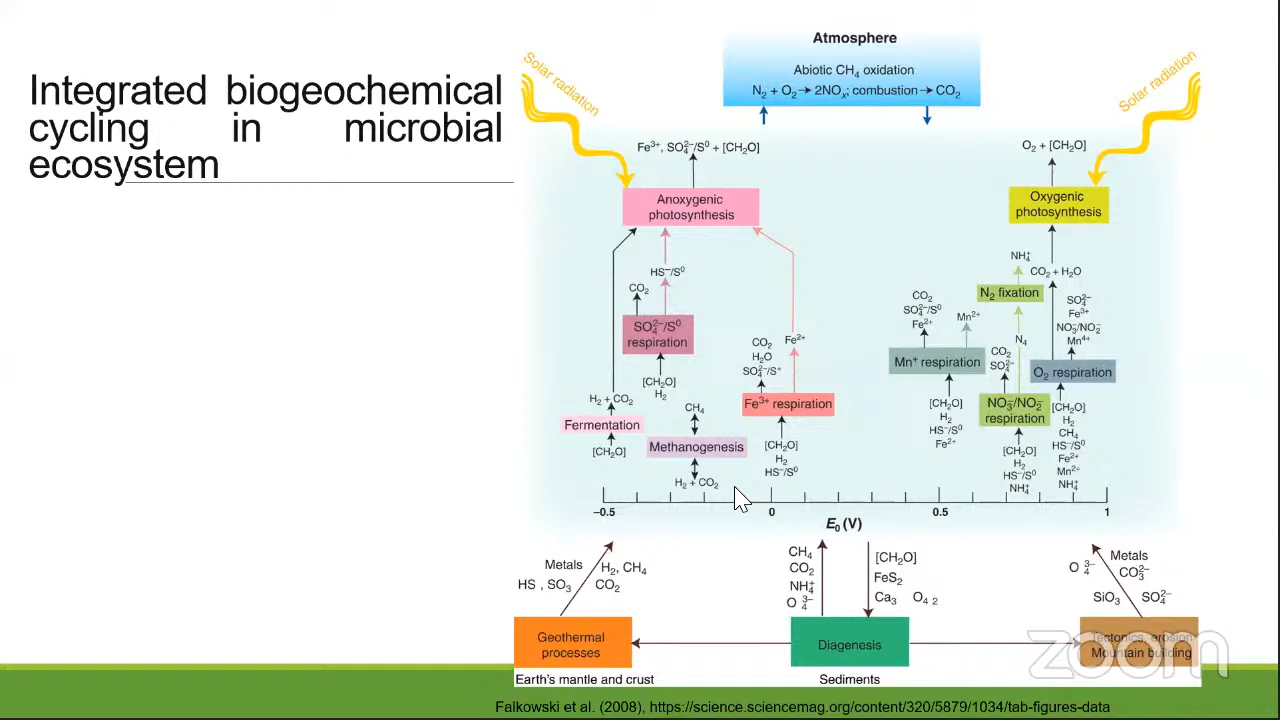 Integrated biogeochemical
cycling in microbial
ecosystem
Atmosphere
Abiotic CH₄ oxidation
N₂ + O₂→ 2NOₓ; combustion→ CO₂
Solar radiation
Solar radiation
Fe³⁺, SO₄²⁻/S⁰ + [CH₂O]
O₂ + [CH₂O]
Anoxygenic
photosynthesis
Oxygenic
photosynthesis
HS⁻/S⁰
CO₂
SO₄²⁻/S⁰
respiration
[CH₂O]
H₂
H₂ + CO₂
Fermentation
[CH₂O]
CH₄
Methanogenesis
H₂ + CO₂
Fe²⁺
CO₂
H₂O
SO₄²⁻/S⁺
Fe³⁺ respiration
[CH₂O]
H₂
HS⁻/S⁰
CO₂
SO₄²⁻/S⁰
Fe²⁺
Mn²⁺
Mn⁺ respiration
[CH₂O]
H₂
HS⁻/S⁰
Fe²⁺
NH₄⁺
N₂ fixation
N₄
CO₂
SO₄²⁻
NO₃⁻/NO₂⁻
respiration
[CH₂O]
H₂
HS⁻/S⁰
NH₄⁺
CO₂ + H₂O
SO₄²⁻
Fe³⁺
NO₃⁻/NO₂⁻
Mn⁴⁺
O₂ respiration
[CH₂O]
H₂
CH₄
HS⁻/S⁰
Fe²⁺
Mn²⁺
NH₄⁺
−0.5 0 0.5 1
E₀ (V)
Metals
HS , SO₃
H₂, CH₄
CO₂
CH₄
CO₂
NH₄⁺
O ₄³⁻
[CH₂O]
FeS₂
Ca₃ O₄ ₂
O ₄³⁻
Metals
CO₃²⁻
SiO₃ SO₄²⁻
Geothermal
processes
Diagenesis
Tectonics, erosion
Mountain building
zoom
Earth's mantle and crust
Sediments
Falkowski et al. (2008), https://science.sciencemag.org/content/320/5879/1034/tab-figures-data